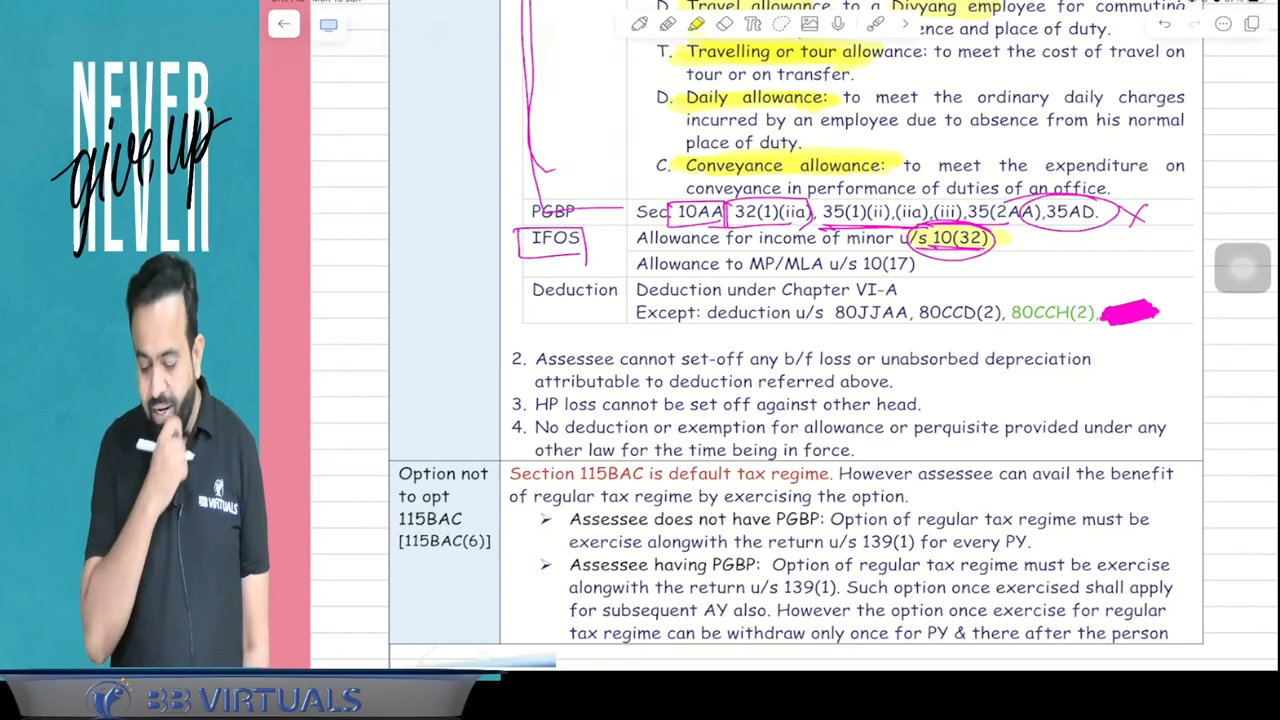 NEVER
give up
NEVER
D. Travel allowance to a Divyang employee for commuting
ence and place of duty.
T. Travelling or tour allowance: to meet the cost of travel on
tour or on transfer.
D. Daily allowance: to meet the ordinary daily charges
incurred by an employee due to absence from his normal
place of duty.
C. Conveyance allowance: to meet the expenditure on
conveyance in performance of duties of an office.
PGBP Sec. 10AA 32(1)(iia), 35(1)(ii),(iia),(iii),35(2AA),35AD. X
IFOS Allowance for income of minor u/s 10(32)
Allowance to MP/MLA u/s 10(17)
Deduction Deduction under Chapter VI-A
Except: deduction u/s 80JJAA, 80CCD(2), 80CCH(2),
2. Assessee cannot set-off any b/f loss or unabsorbed depreciation
attributable to deduction referred above.
3. HP loss cannot be set off against other head.
4. No deduction or exemption for allowance or perquisite provided under any
other law for the time being in force.
Option not
to opt
115BAC
[115BAC(6)]
Section 115BAC is default tax regime. However assessee can avail the benefit
of regular tax regime by exercising the option.
➢ Assessee does not have PGBP: Option of regular tax regime must be
exercise alongwith the return u/s 139(1) for every PY.
➢ Assessee having PGBP: Option of regular tax regime must be exercise
alongwith the return u/s 139(1). Such option once exercised shall apply
for subsequent AY also. However the option once exercise for regular
tax regime can be withdraw only once for PY & there after the person
BB VIRTUALS
BB VIRTUALS